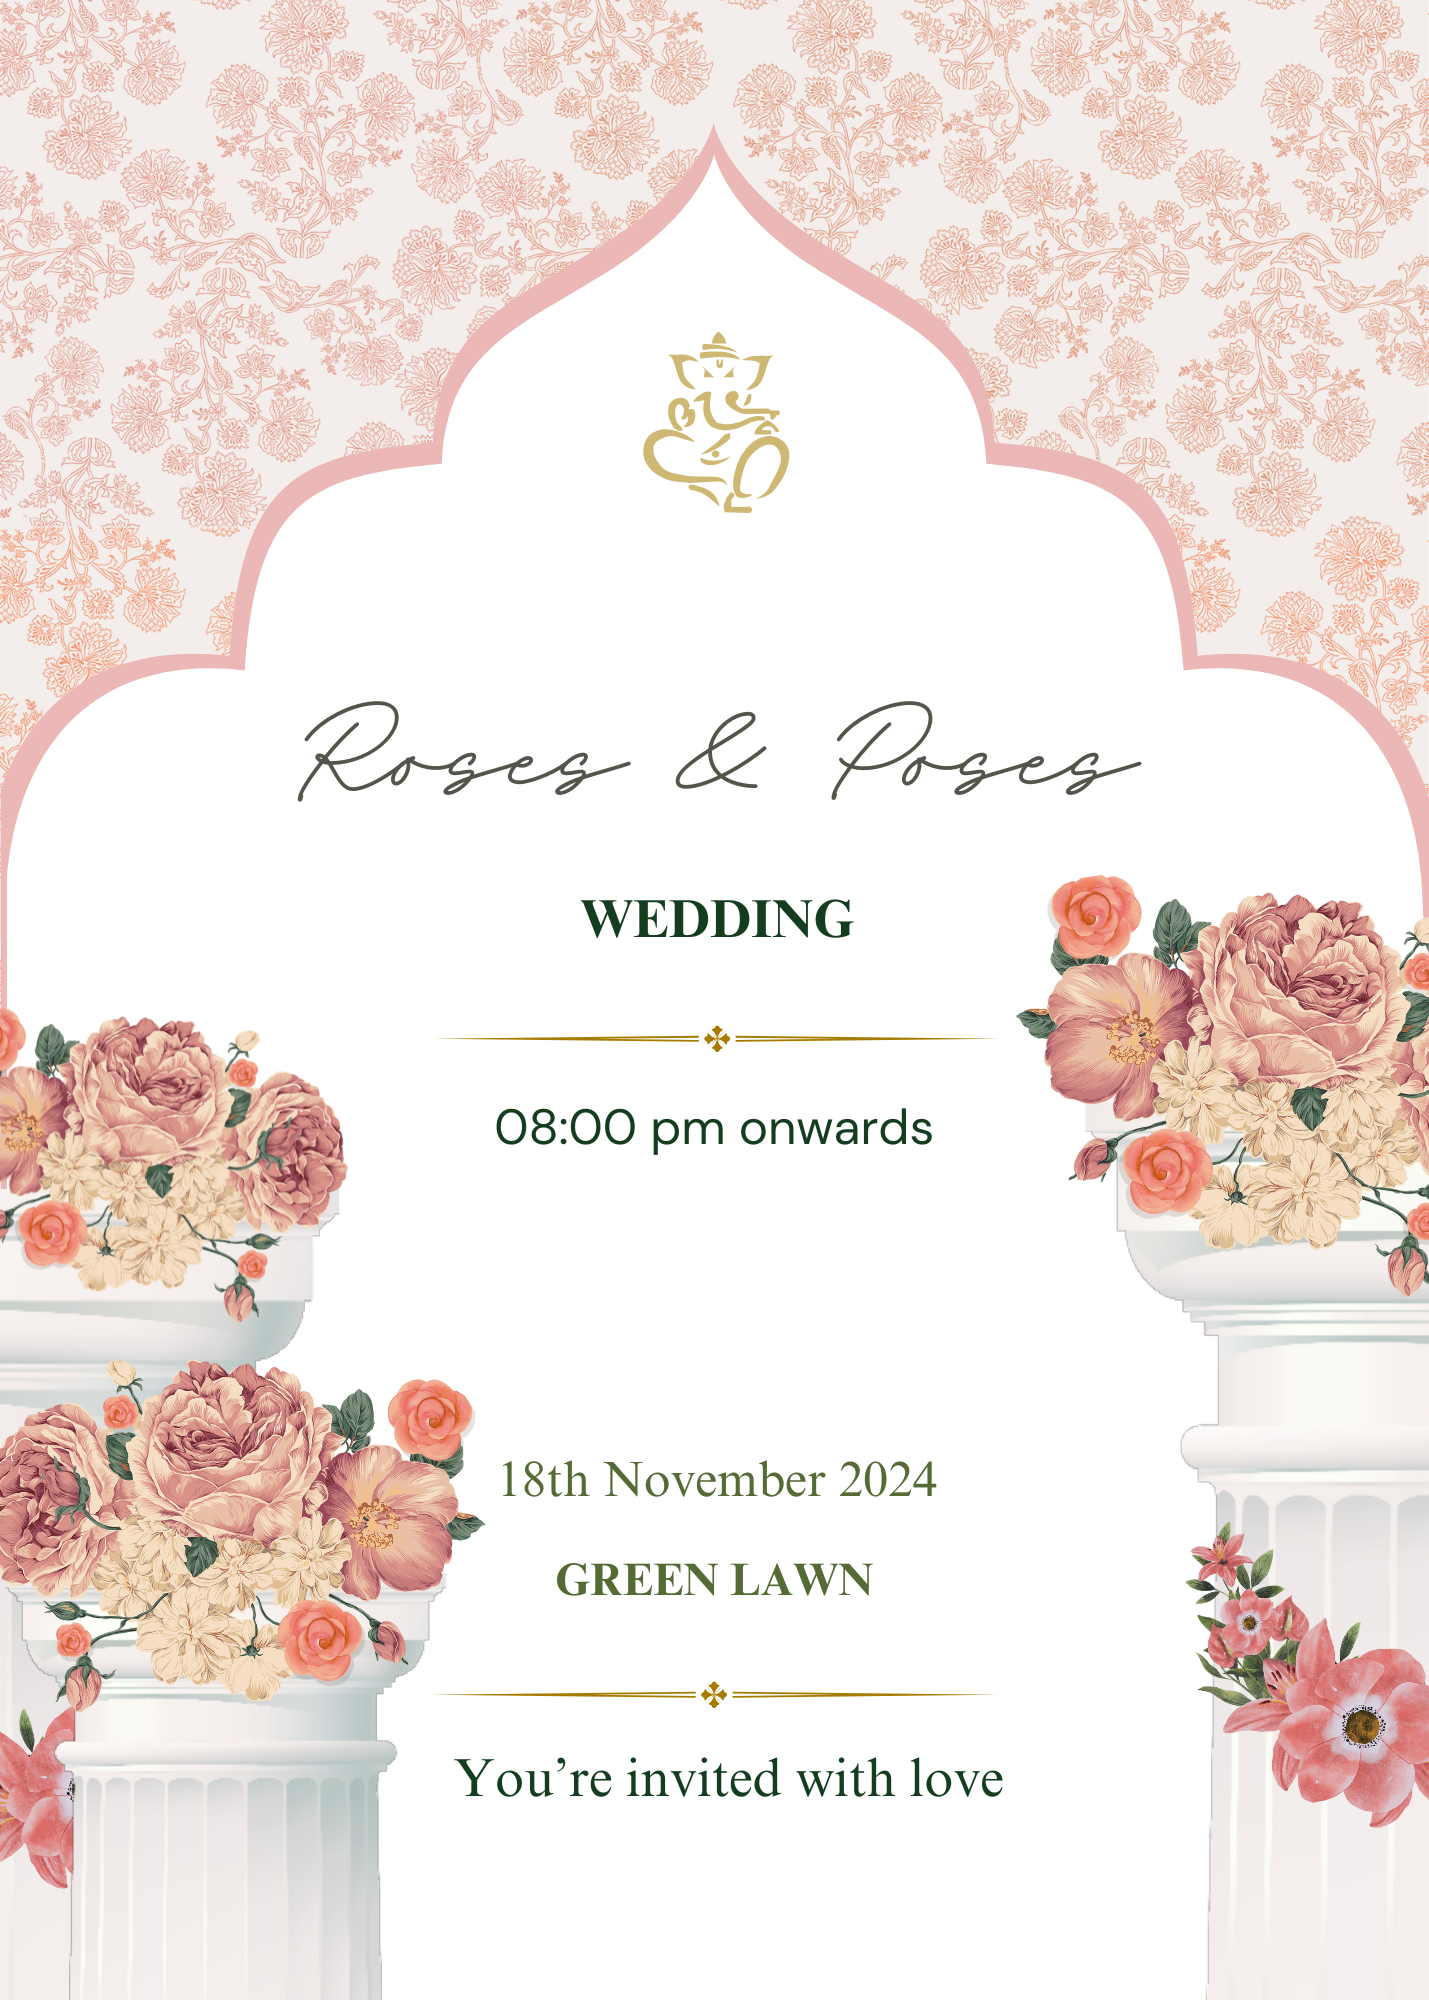 Roses & Poses
WEDDING
08:00 pm onwards
18th November 2024
GREEN LAWN
You’re invited with love